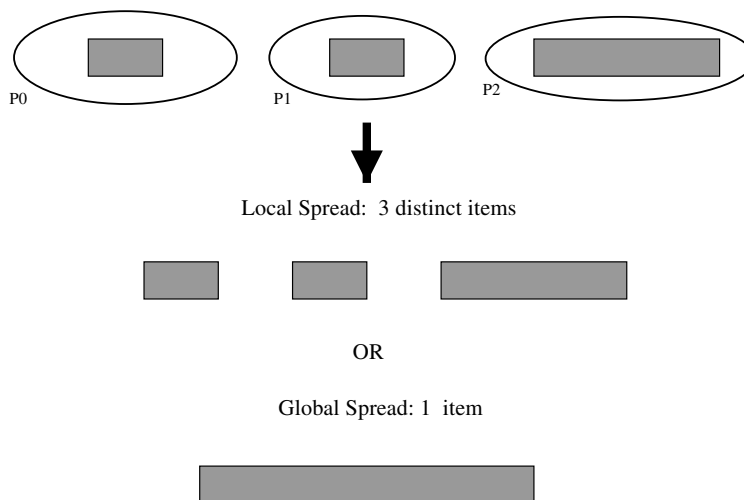 P0
P1
P2
Local Spread: 3 distinct items
OR
Global Spread: 1 item